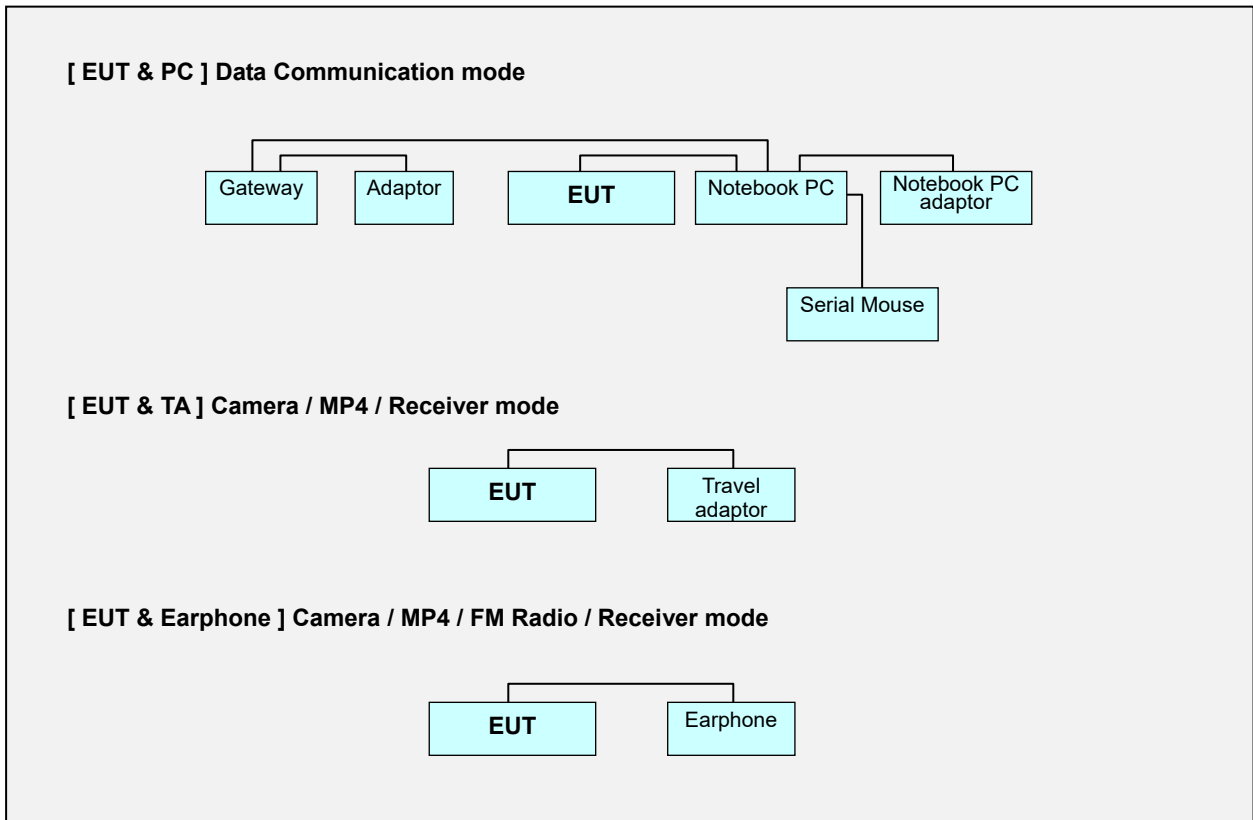 [ EUT & PC ] Data Communication mode
Gateway
Adaptor
EUT
Notebook PC
Notebook PC
adaptor
Serial Mouse
[ EUT & TA ] Camera / MP4 / Receiver mode
EUT
Travel
adaptor
[ EUT & Earphone ] Camera / MP4 / FM Radio / Receiver mode
EUT
Earphone